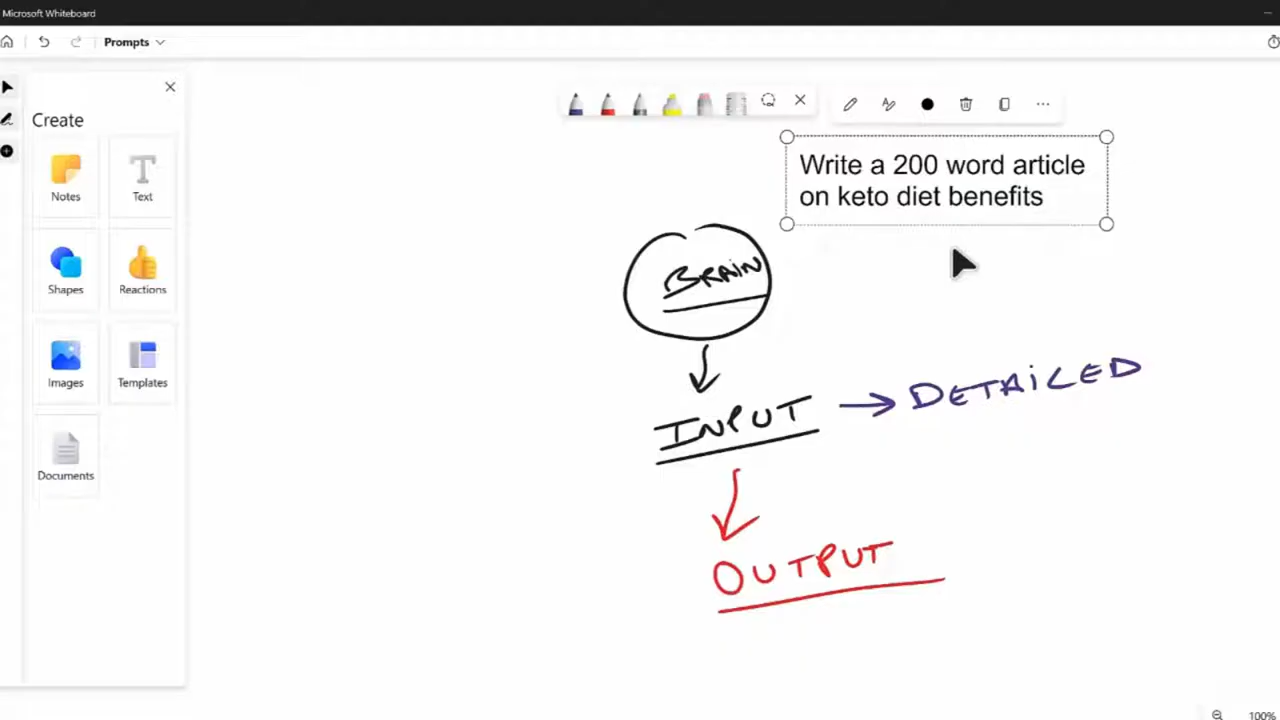 Microsoft Whiteboard
Prompts
Create
Notes
Text
Shapes
Reactions
Images
Templates
Documents
Write a 200 word article
on keto diet benefits
BRAIN
INPUT → DETAILED
OUTPUT
100%